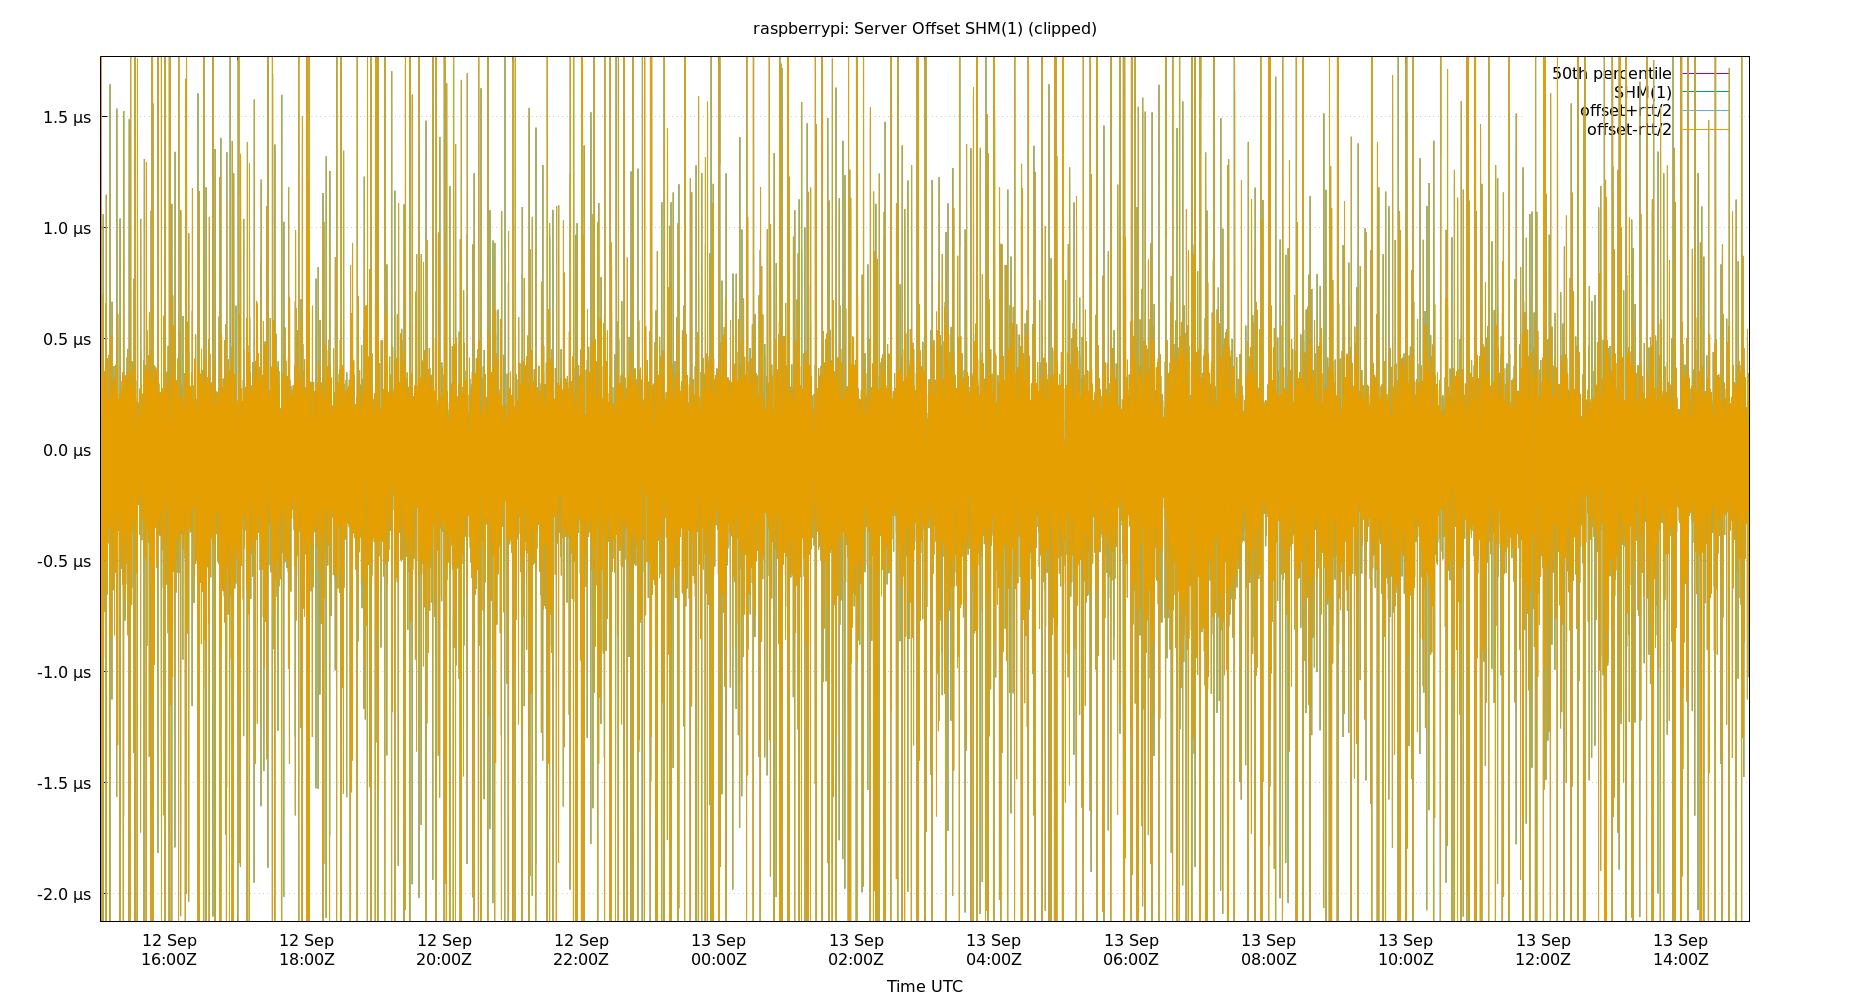 raspberrypi: Server Offset SHM(1) (clipped)
50th percentile
SHM(1)
offset+rtt/2
offset-rtt/2
1.5 µs
1.0 µs
0.5 µs
0.0 µs
-0.5 µs
-1.0 µs
-1.5 µs
-2.0 µs
12 Sep 12 Sep 12 Sep 12 Sep 13 Sep 13 Sep 13 Sep 13 Sep 13 Sep 13 Sep 13 Sep 13 Sep
16:00Z 18:00Z 20:00Z 22:00Z 00:00Z 02:00Z 04:00Z 06:00Z 08:00Z 10:00Z 12:00Z 14:00Z
Time UTC